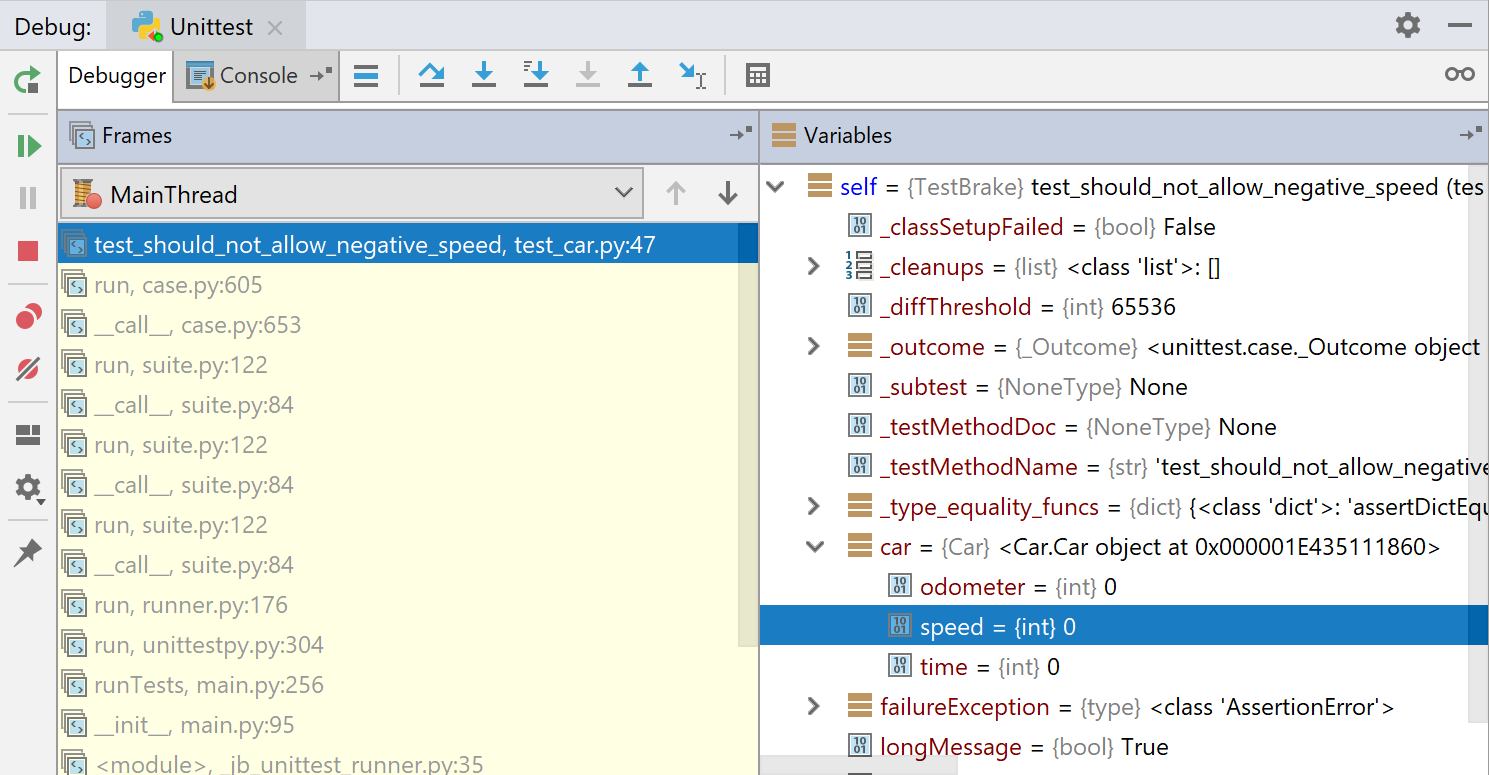 Debug: Unittest
Debugger Console
Frames
MainThread
test_should_not_allow_negative_speed, test_car.py:47
run, case.py:605
__call__, case.py:653
run, suite.py:122
__call__, suite.py:84
run, suite.py:122
__call__, suite.py:84
run, suite.py:122
__call__, suite.py:84
run, runner.py:176
run, unittestpy.py:304
runTests, main.py:256
__init__, main.py:95
<module>, _jb_unittest_runner.py:35
Variables
self = {TestBrake} test_should_not_allow_negative_speed (tes
_classSetupFailed = {bool} False
_cleanups = {list} <class 'list'>: []
_diffThreshold = {int} 65536
_outcome = {_Outcome} <unittest.case._Outcome object
_subtest = {NoneType} None
_testMethodDoc = {NoneType} None
_testMethodName = {str} 'test_should_not_allow_negative
_type_equality_funcs = {dict} {<class 'dict'>: 'assertDictEqu
car = {Car} <Car.Car object at 0x000001E435111860>
odometer = {int} 0
speed = {int} 0
time = {int} 0
failureException = {type} <class 'AssertionError'>
longMessage = {bool} True